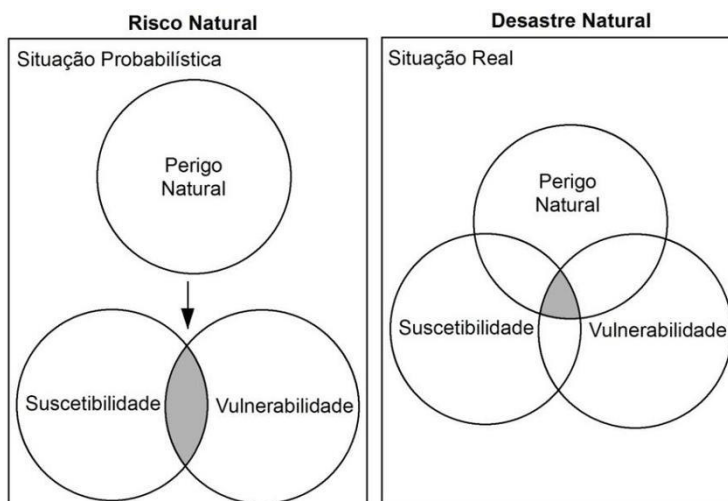 Risco Natural
Situação Probabilística
Perigo
Natural
Suscetibilidade
Vulnerabilidade
Desastre Natural
Situação Real
Perigo
Natural
Suscetibilidade
Vulnerabilidade